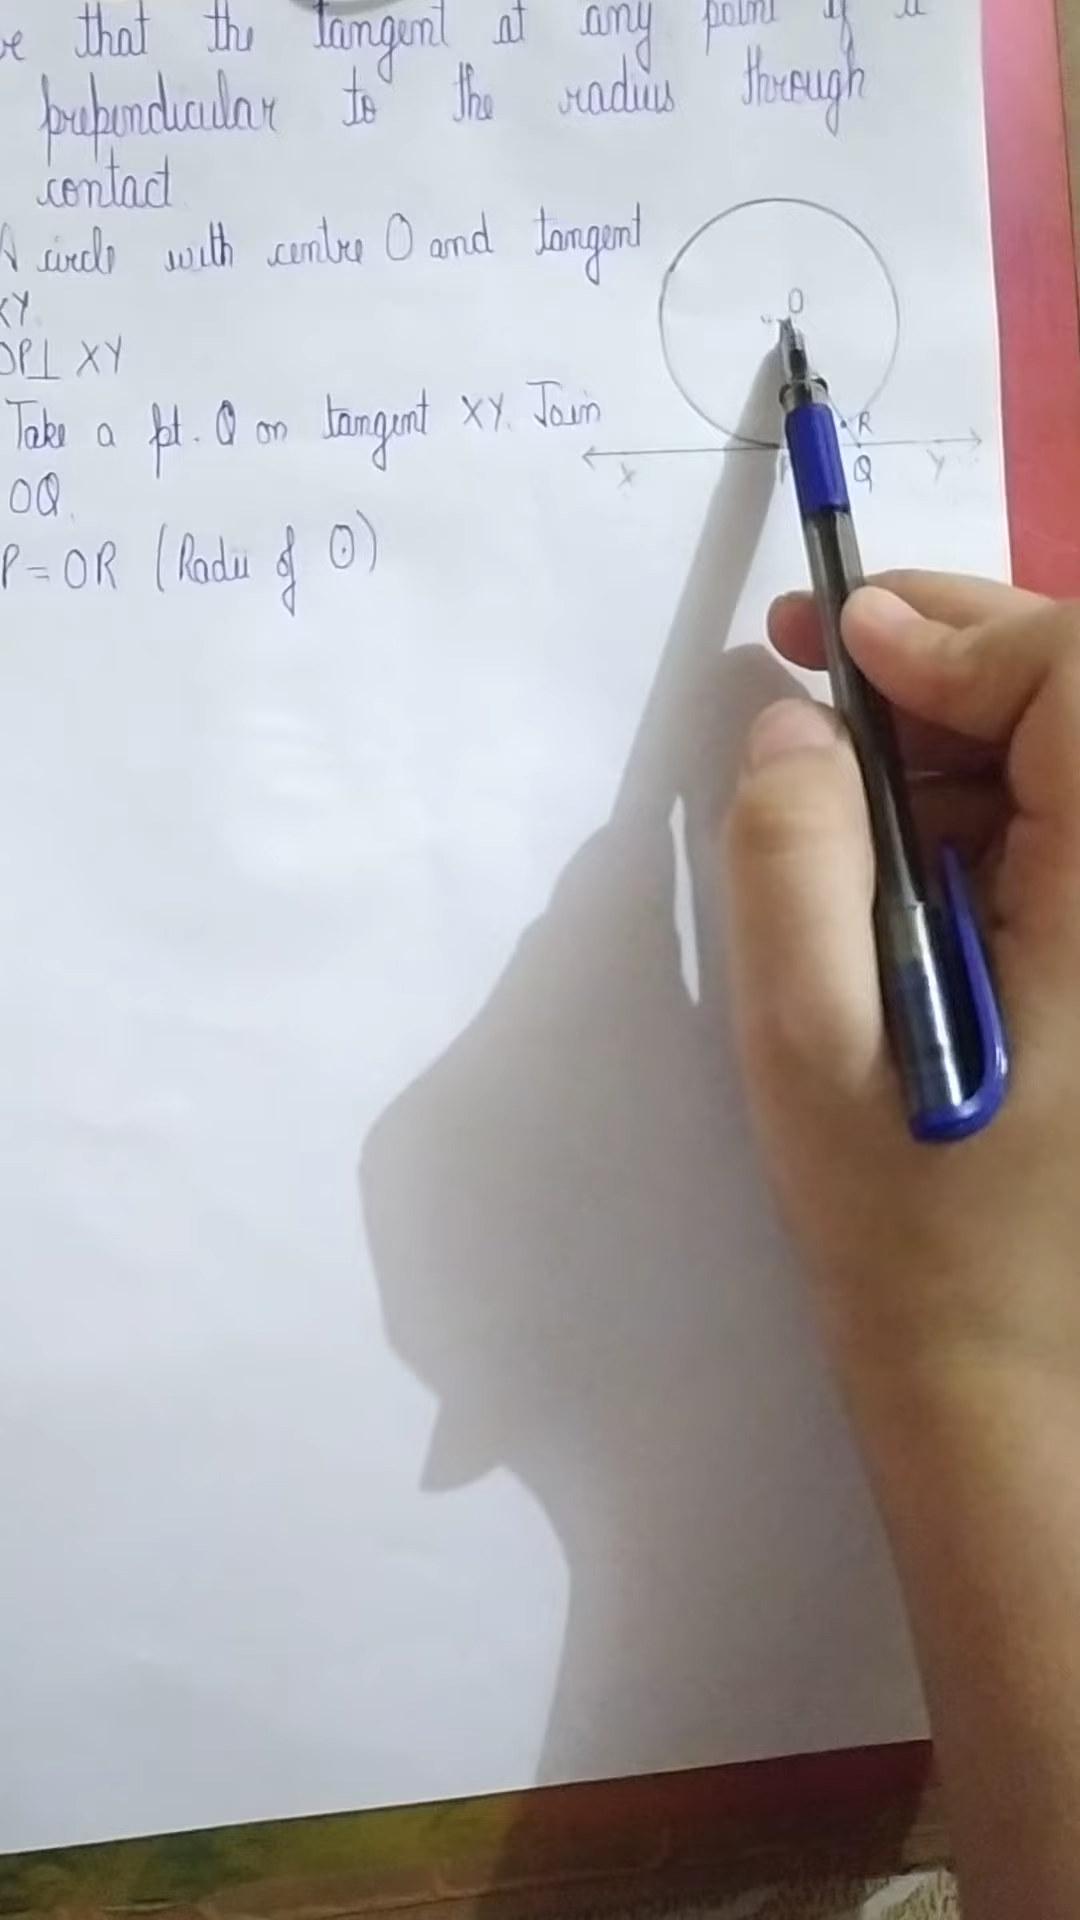 that the tangent at any point
prependicular to the radius through
contact
A circle with centre O and tangent
XY.
OP⊥ XY
Take a pt. Q on tangent XY. Join
OQ.
P = OR (Radii of ⊙)
O
R
X
P
Q
Y